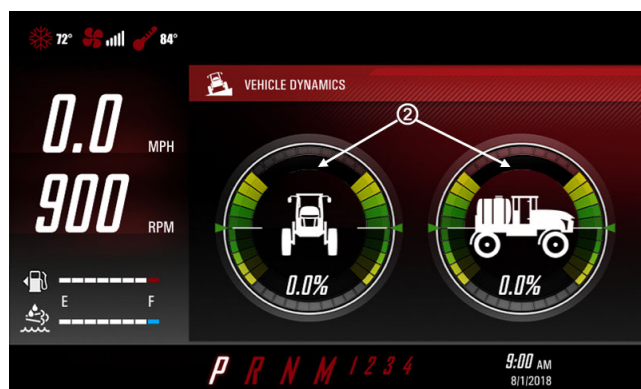 72° 84°
VEHICLE DYNAMICS
2
0.0 MPH
900 RPM
0.0% 0.0%
E F
P R N M 1 2 3 4
9:00 AM
8/1/2018